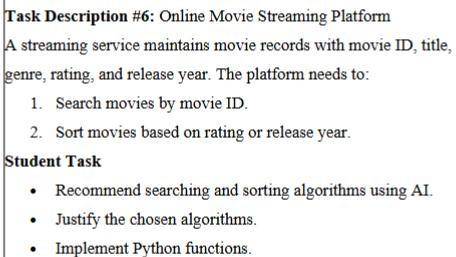 Task Description #6: Online Movie Streaming Platform
A streaming service maintains movie records with movie ID, title,
genre, rating, and release year. The platform needs to:
1. Search movies by movie ID.
2. Sort movies based on rating or release year.
Student Task
• Recommend searching and sorting algorithms using AI.
• Justify the chosen algorithms.
• Implement Python functions.